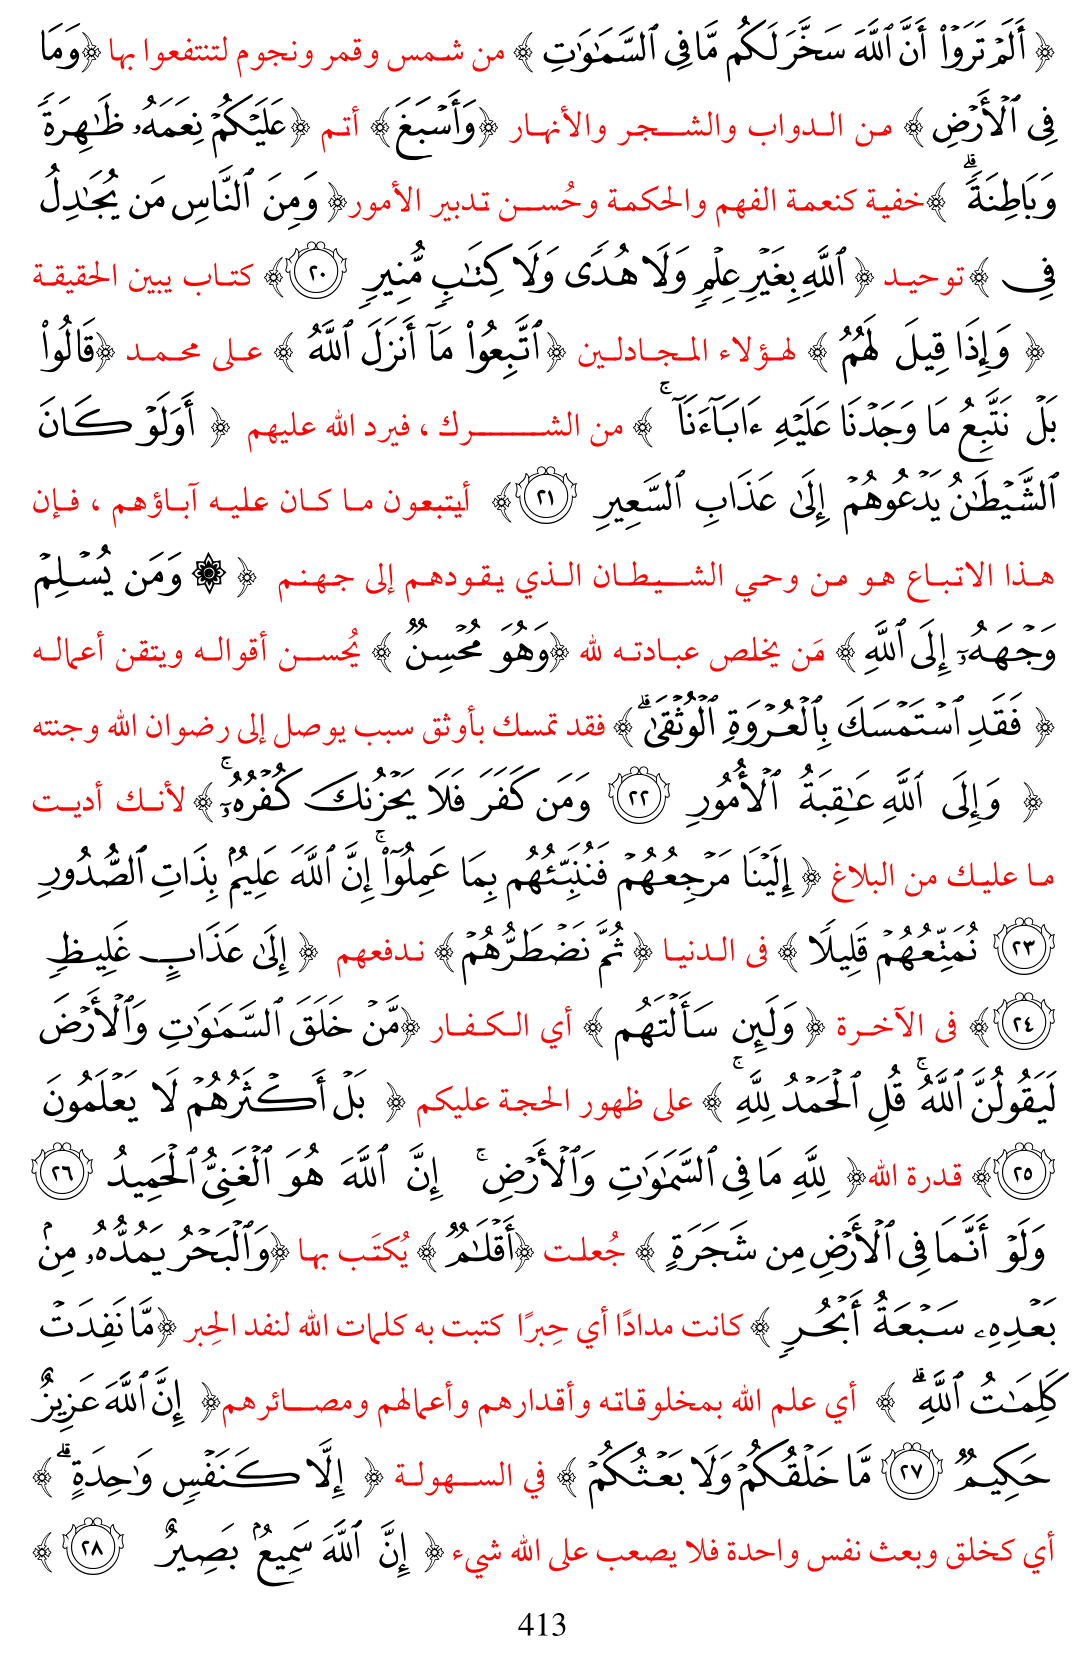 ﴿ أَلَمْ تَرَوْا۟ أَنَّ ٱللَّهَ سَخَّرَ لَكُم مَّا فِى ٱلسَّمَـٰوَٰتِ ﴾ من شمس وقمر ونجوم لتنتفعوا بها ﴿وَمَا
فِى ٱلْأَرْضِ ﴾ من الدواب والشجر والأنهار ﴿وَأَسْبَغَ﴾ أتم ﴿عَلَيْكُمْ نِعَمَهُۥ ظَـٰهِرَةً
وَبَاطِنَةً ۗ ﴾خفية كنعمة الفهم والحكمة وحُسن تدبير الأمور﴿ وَمِنَ ٱلنَّاسِ مَن يُجَـٰدِلُ
فِى ﴾توحيد ﴿ ٱللَّهِ بِغَيْرِ عِلْمٍ وَلَا هُدًى وَلَا كِتَـٰبٍ مُّنِيرٍ ٢٠﴾ كتاب يبين الحقيقة
﴿ وَإِذَا قِيلَ لَهُمُ ﴾ لهؤلاء المجادلين ﴿ٱتَّبِعُوا۟ مَآ أَنزَلَ ٱللَّهُ ﴾ على محمد ﴿قَالُوا۟
بَلْ نَتَّبِعُ مَا وَجَدْنَا عَلَيْهِ ءَابَآءَنَآ ۚ ﴾ من الشرك ، فيرد الله عليهم ﴿ أَوَلَوْ كَانَ
ٱلشَّيْطَـٰنُ يَدْعُوهُمْ إِلَىٰ عَذَابِ ٱلسَّعِيرِ ٢١﴾ أيتبعون ما كان عليه آباؤهم ، فإن
هذا الاتباع هو من وحي الشيطان الذي يقودهم إلى جهنم ﴿ ۞ وَمَن يُسْلِمْ
وَجْهَهُۥٓ إِلَى ٱللَّهِ ﴾ مَن يخلص عبادته لله ﴿وَهُوَ مُحْسِنٌ ﴾ يُحسن أقواله ويتقن أعماله
﴿ فَقَدِ ٱسْتَمْسَكَ بِٱلْعُرْوَةِ ٱلْوُثْقَىٰ ۗ﴾ فقد تمسك بأوثق سبب يوصل إلى رضوان الله وجنته
﴿ وَإِلَى ٱللَّهِ عَـٰقِبَةُ ٱلْأُمُورِ ٢٢ وَمَن كَفَرَ فَلَا يَحْزُنكَ كُفْرُهُۥٓ ۚ﴾ لأنك أديت
ما عليك من البلاغ ﴿ إِلَيْنَا مَرْجِعُهُمْ فَنُنَبِّئُهُم بِمَا عَمِلُوٓا۟ ۚ إِنَّ ٱللَّهَ عَلِيمٌۢ بِذَاتِ ٱلصُّدُورِ
٢٣ نُمَتِّعُهُمْ قَلِيلًا ﴾ فى الدنيا ﴿ ثُمَّ نَضْطَرُّهُمْ﴾ ندفعهم ﴿ إِلَىٰ عَذَابٍ غَلِيظٍ
٢٤﴾ فى الآخرة ﴿ وَلَئِن سَأَلْتَهُم ﴾ أي الكفار ﴿مَّنْ خَلَقَ ٱلسَّمَـٰوَٰتِ وَٱلْأَرْضَ
لَيَقُولُنَّ ٱللَّهُ ۚ قُلِ ٱلْحَمْدُ لِلَّهِ ۚ ﴾ على ظهور الحجة عليكم ﴿ بَلْ أَكْثَرُهُمْ لَا يَعْلَمُونَ
٢٥﴾ قدرة الله﴿ لِلَّهِ مَا فِى ٱلسَّمَـٰوَٰتِ وَٱلْأَرْضِ ۚ إِنَّ ٱللَّهَ هُوَ ٱلْغَنِىُّ ٱلْحَمِيدُ ٢٦
وَلَوْ أَنَّمَا فِى ٱلْأَرْضِ مِن شَجَرَةٍ ﴾ جُعلت ﴿أَقْلَـٰمٌ ﴾ يُكتَب بها ﴿وَٱلْبَحْرُ يَمُدُّهُۥ مِنۢ
بَعْدِهِۦ سَبْعَةُ أَبْحُرٍ ﴾ كانت مدادًا أي حِبرًا كتبت به كلمات الله لنفد الحِبر ﴿مَّا نَفِدَتْ
كَلِمَـٰتُ ٱللَّهِ ۗ ﴾ أي علم الله بمخلوقاته وأقدارهم وأعمالهم ومصائرهم﴿ إِنَّ ٱللَّهَ عَزِيزٌ
حَكِيمٌ ٢٧ مَّا خَلْقُكُمْ وَلَا بَعْثُكُمْ ﴾ في السهولة ﴿ إِلَّا كَنَفْسٍ وَٰحِدَةٍ ۗ ﴾
أي كخلق وبعث نفس واحدة فلا يصعب على الله شيء ﴿ إِنَّ ٱللَّهَ سَمِيعٌۢ بَصِيرٌ ٢٨ ﴾
413